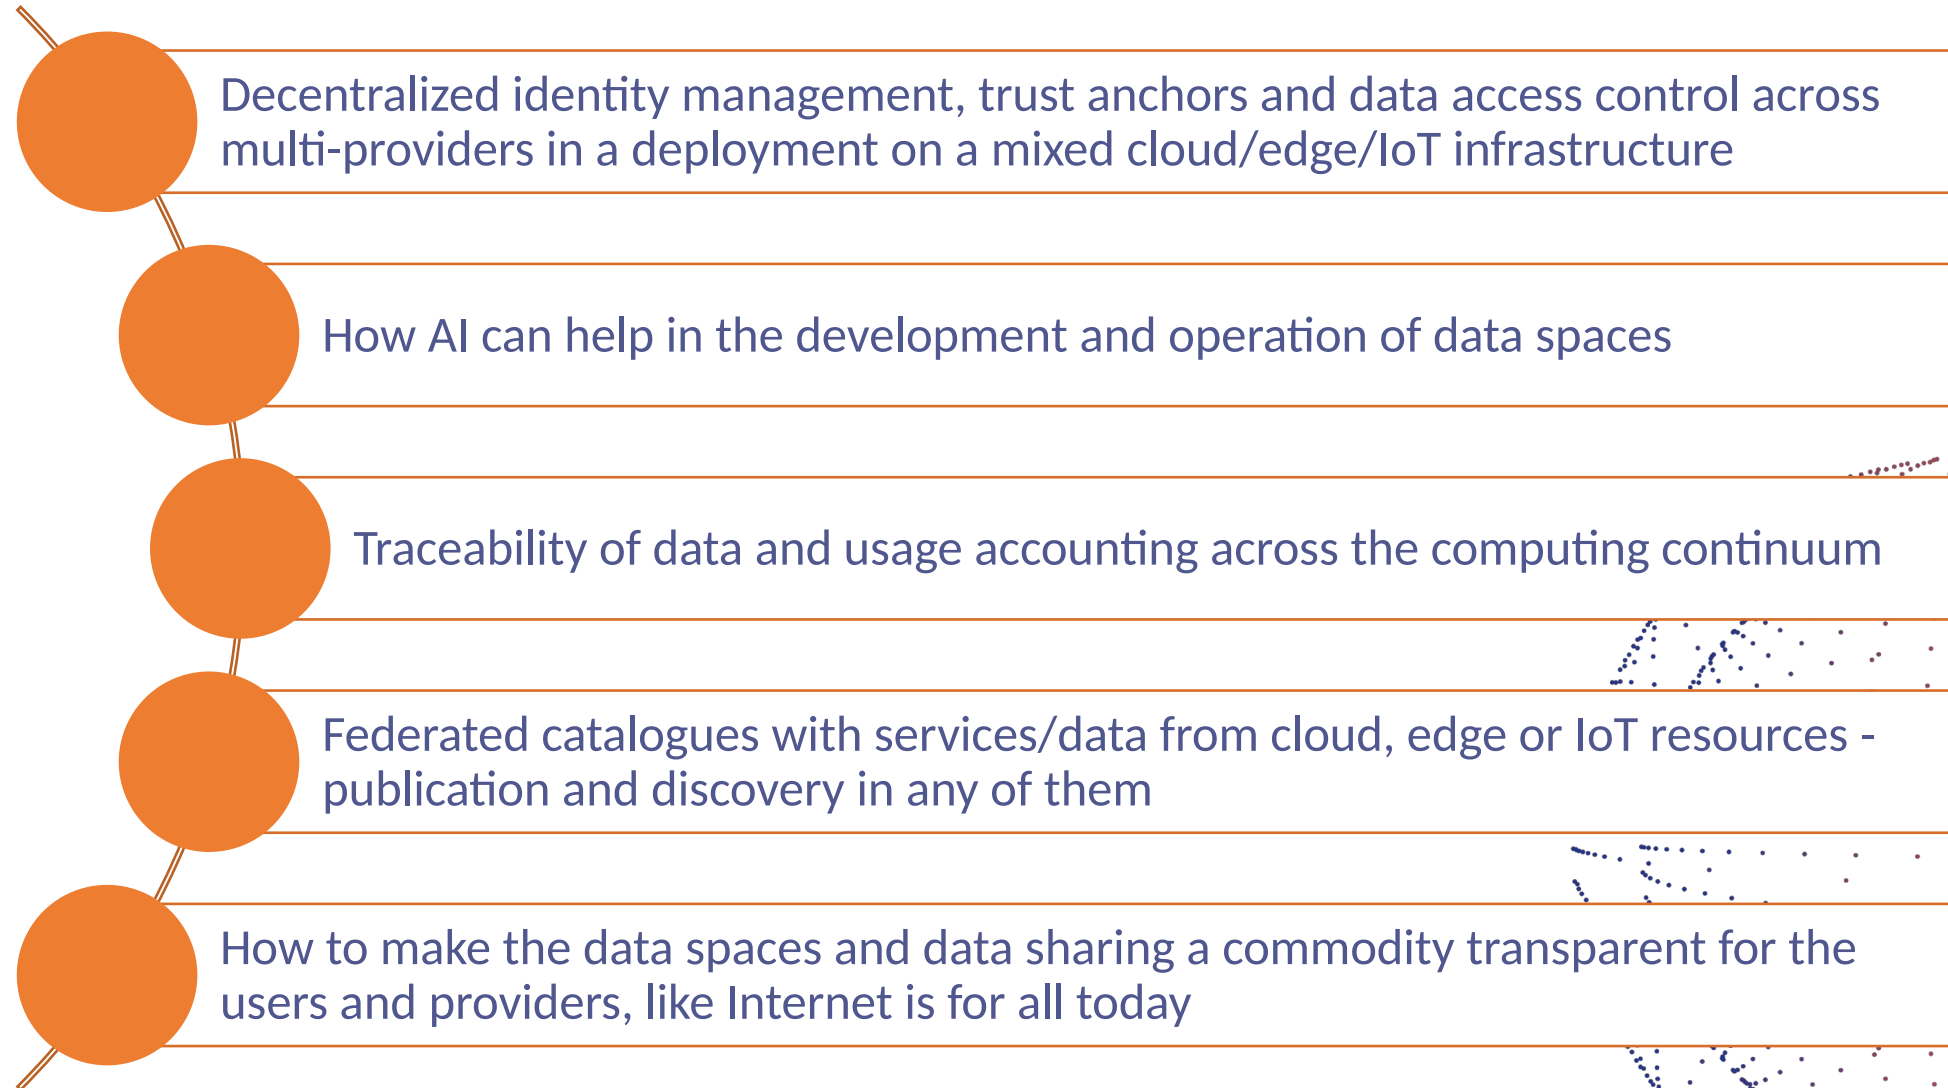 Decentralized identity management, trust anchors and data access control across
multi-providers in a deployment on a mixed cloud/edge/IoT infrastructure
How AI can help in the development and operation of data spaces
Traceability of data and usage accounting across the computing continuum
Federated catalogues with services/data from cloud, edge or IoT resources -
publication and discovery in any of them
How to make the data spaces and data sharing a commodity transparent for the
users and providers, like Internet is for all today